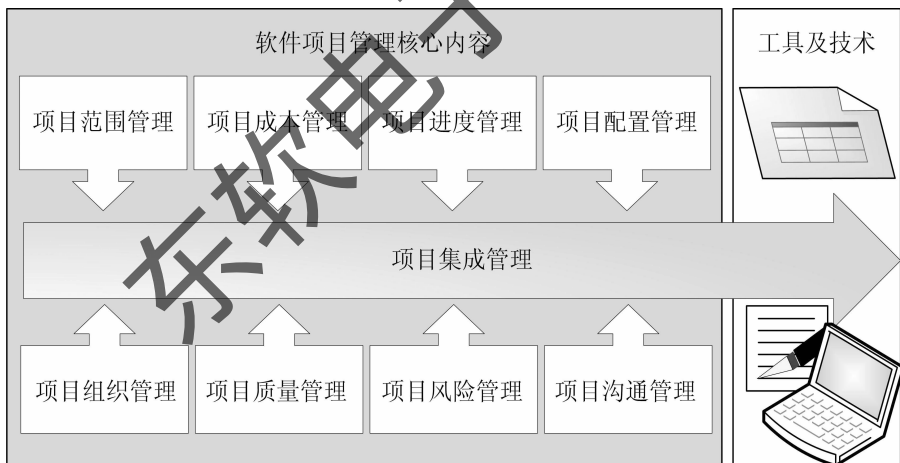 软件项目管理核心内容
工具及技术
项目范围管理
项目成本管理
项目进度管理
项目配置管理
项目集成管理
项目组织管理
项目质量管理
项目风险管理
项目沟通管理
东软电子